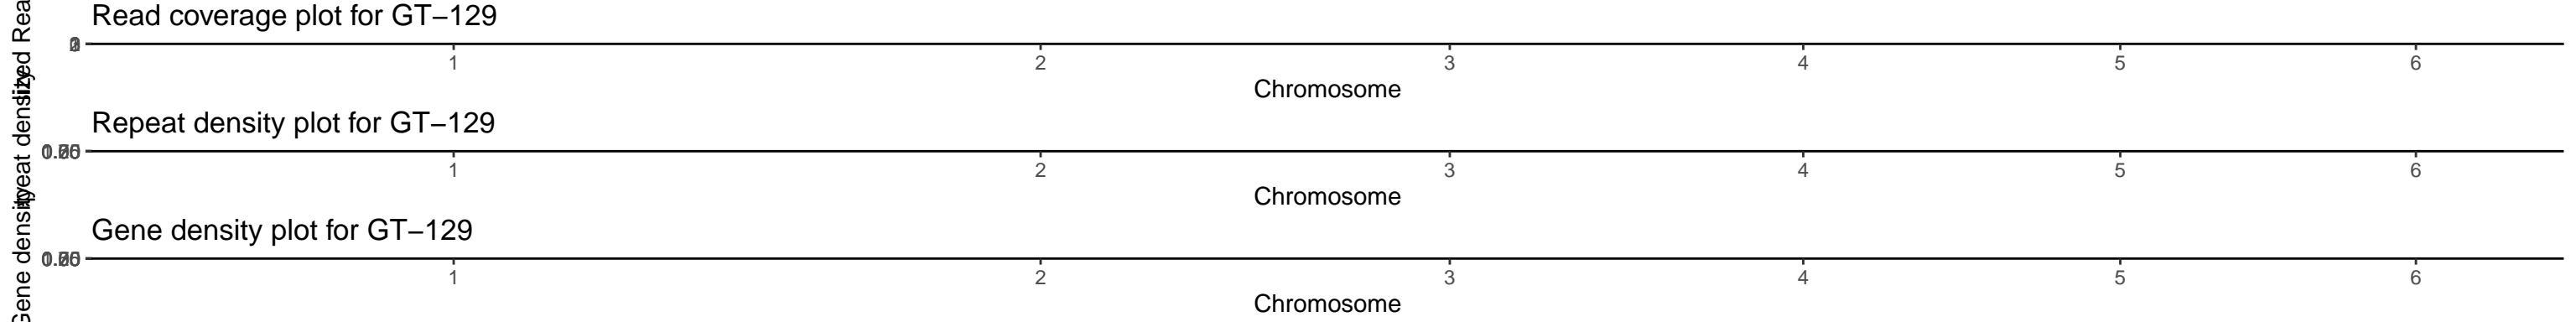 Read coverage plot for GT–129
1 2 3 4 5 6
Chromosome
Repeat density plot for GT–129
1 2 3 4 5 6
Chromosome
Gene density plot for GT–129
1 2 3 4 5 6
Chromosome
Gene density